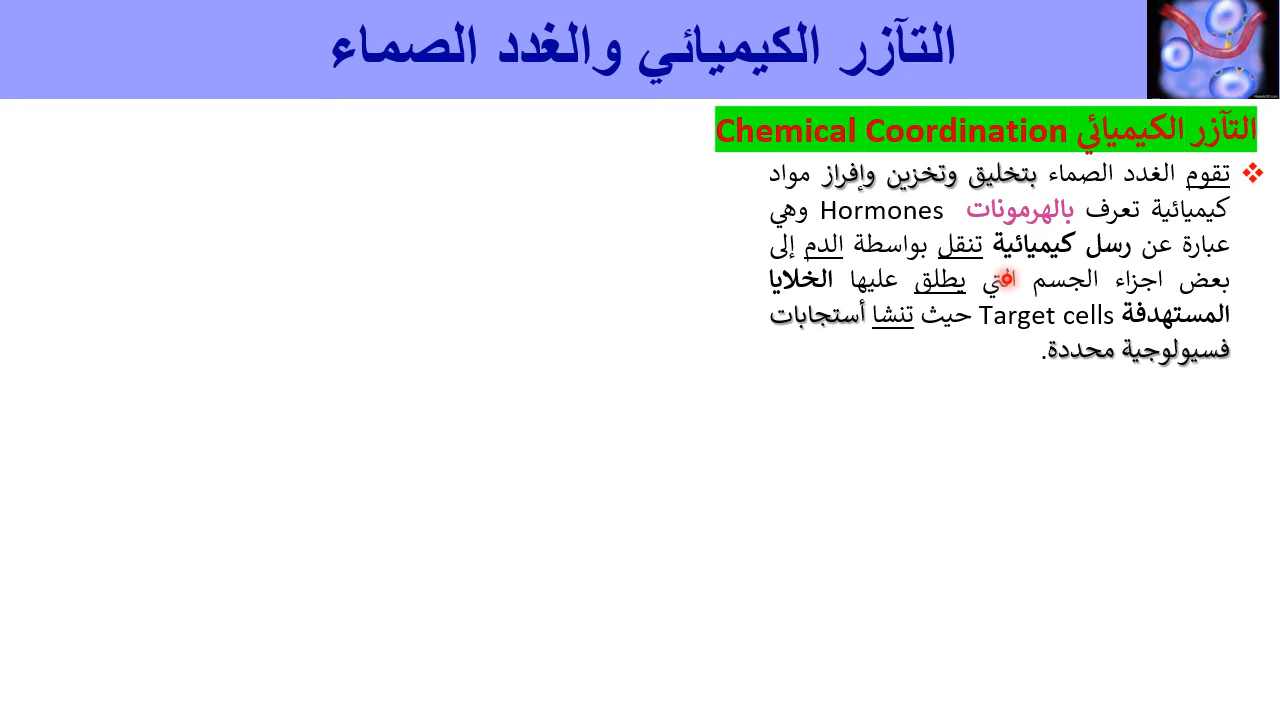 التآزر الكيميائي والغدد الصماء
التآزر الكيميائي Chemical Coordination
❖ تقوم الغدد الصماء بتخليق وتخزين وإفراز مواد
كيميائية تعرف بالهرمونات Hormones وهي
عبارة عن رسل كيميائية تنقل بواسطة الدم إلى
بعض اجزاء الجسم التي يطلق عليها الخلايا
المستهدفة Target cells حيث تنشا أستجابات
فسيولوجية محددة.